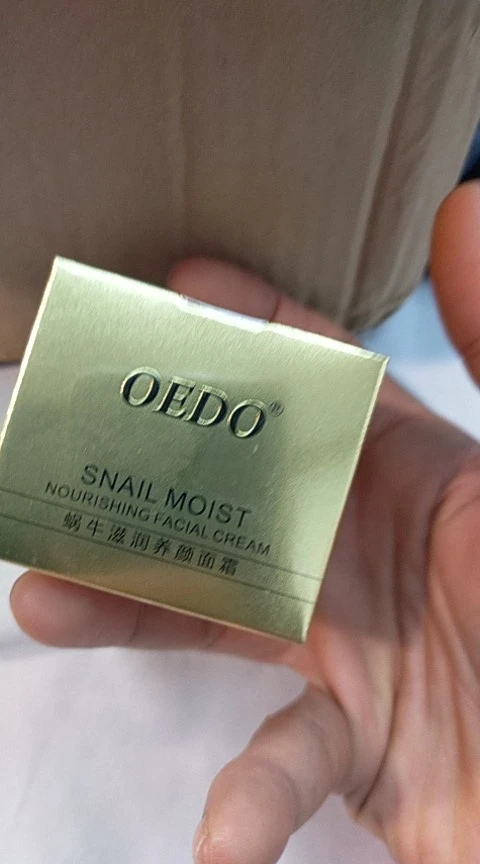 OEDO®
SNAIL MOIST
NOURISHING FACIAL CREAM
蜗牛滋润养颜面霜